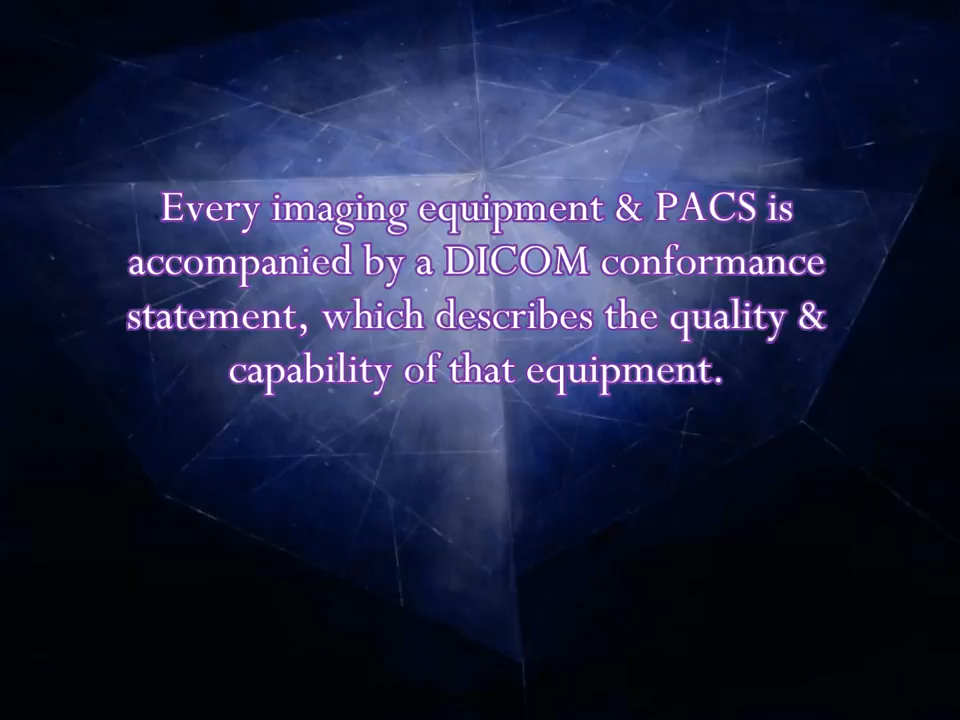 Every imaging equipment & PACS is
accompanied by a DICOM conformance
statement, which describes the quality &
capability of that equipment.